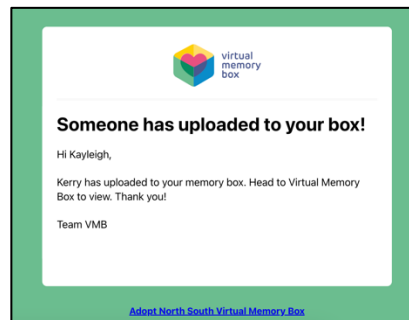 virtual
memory
box
Someone has uploaded to your box!
Hi Kayleigh,
Kerry has uploaded to your memory box. Head to Virtual Memory
Box to view. Thank you!
Team VMB
Adopt North South Virtual Memory Box